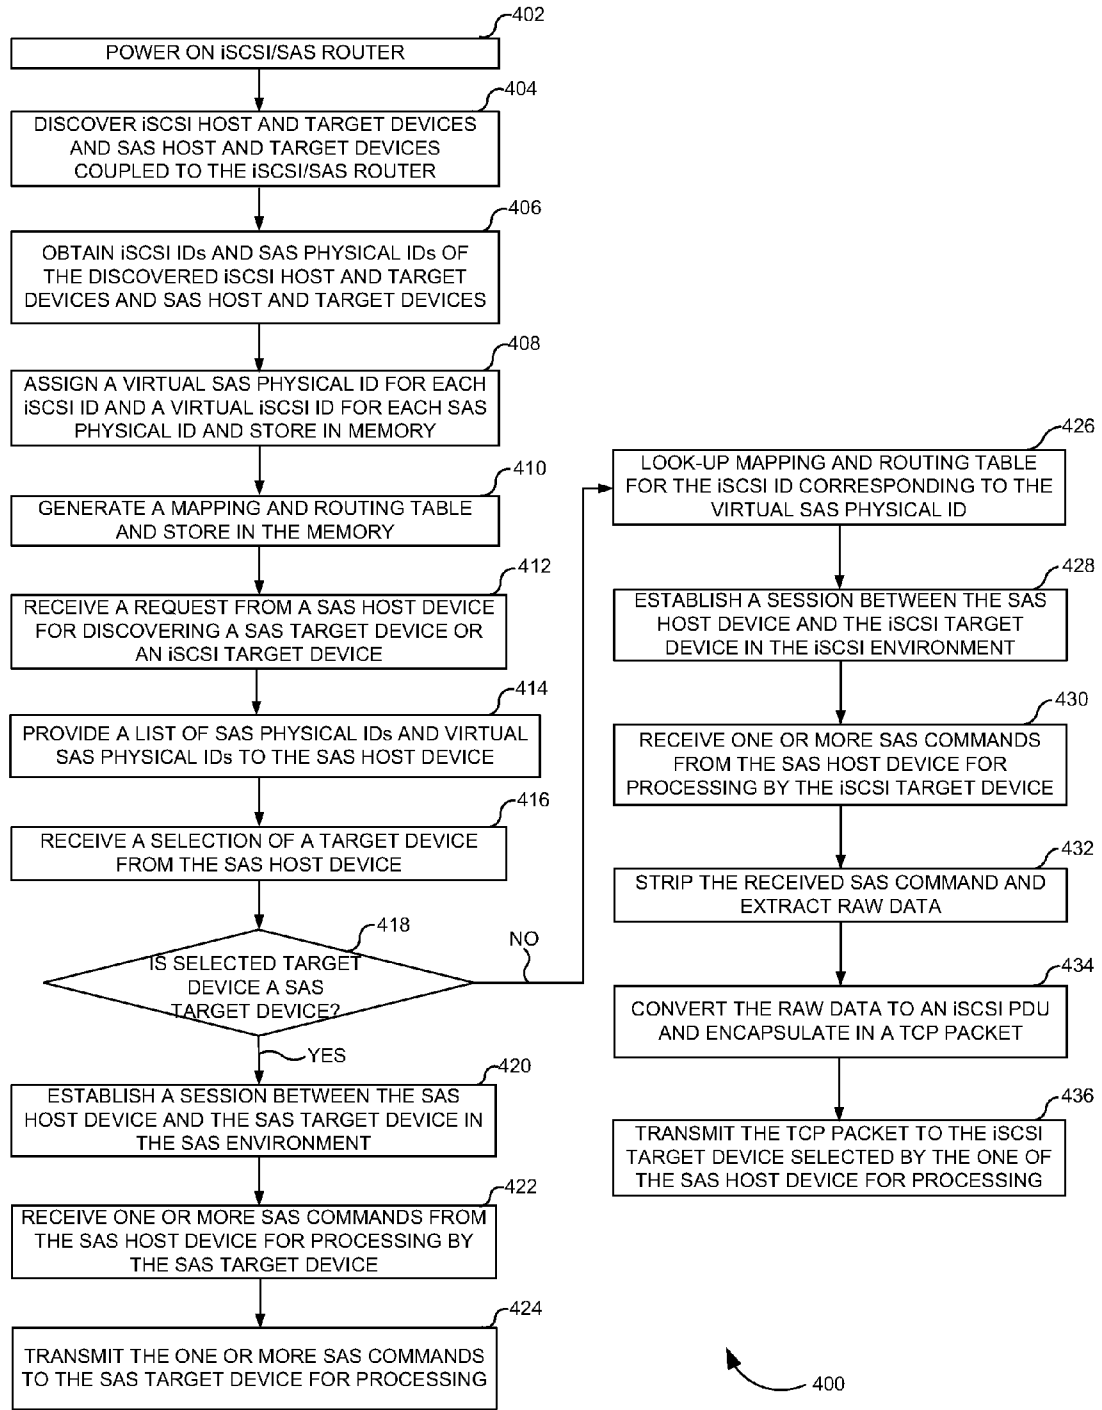 402
POWER ON iSCSI/SAS ROUTER
404
DISCOVER iSCSI HOST AND TARGET DEVICES
AND SAS HOST AND TARGET DEVICES
COUPLED TO THE iSCSI/SAS ROUTER
406
OBTAIN iSCSI IDs AND SAS PHYSICAL IDs OF
THE DISCOVERED iSCSI HOST AND TARGET
DEVICES AND SAS HOST AND TARGET DEVICES
408
ASSIGN A VIRTUAL SAS PHYSICAL ID FOR EACH
iSCSI ID AND A VIRTUAL iSCSI ID FOR EACH SAS
PHYSICAL ID AND STORE IN MEMORY
410
GENERATE A MAPPING AND ROUTING TABLE
AND STORE IN THE MEMORY
412
RECEIVE A REQUEST FROM A SAS HOST DEVICE
FOR DISCOVERING A SAS TARGET DEVICE OR
AN iSCSI TARGET DEVICE
414
PROVIDE A LIST OF SAS PHYSICAL IDs AND VIRTUAL
SAS PHYSICAL IDs TO THE SAS HOST DEVICE
416
RECEIVE A SELECTION OF A TARGET DEVICE
FROM THE SAS HOST DEVICE
418
IS SELECTED TARGET
DEVICE A SAS
TARGET DEVICE?
NO
YES
420
ESTABLISH A SESSION BETWEEN THE SAS
HOST DEVICE AND THE SAS TARGET DEVICE IN
THE SAS ENVIRONMENT
422
RECEIVE ONE OR MORE SAS COMMANDS FROM
THE SAS HOST DEVICE FOR PROCESSING BY
THE SAS TARGET DEVICE
424
TRANSMIT THE ONE OR MORE SAS COMMANDS
TO THE SAS TARGET DEVICE FOR PROCESSING
426
LOOK-UP MAPPING AND ROUTING TABLE
FOR THE iSCSI ID CORRESPONDING TO THE
VIRTUAL SAS PHYSICAL ID
428
ESTABLISH A SESSION BETWEEN THE SAS
HOST DEVICE AND THE iSCSI TARGET
DEVICE IN THE iSCSI ENVIRONMENT
430
RECEIVE ONE OR MORE SAS COMMANDS
FROM THE SAS HOST DEVICE FOR
PROCESSING BY THE iSCSI TARGET DEVICE
432
STRIP THE RECEIVED SAS COMMAND AND
EXTRACT RAW DATA
434
CONVERT THE RAW DATA TO AN iSCSI PDU
AND ENCAPSULATE IN A TCP PACKET
436
TRANSMIT THE TCP PACKET TO THE iSCSI
TARGET DEVICE SELECTED BY THE ONE OF
THE SAS HOST DEVICE FOR PROCESSING
400